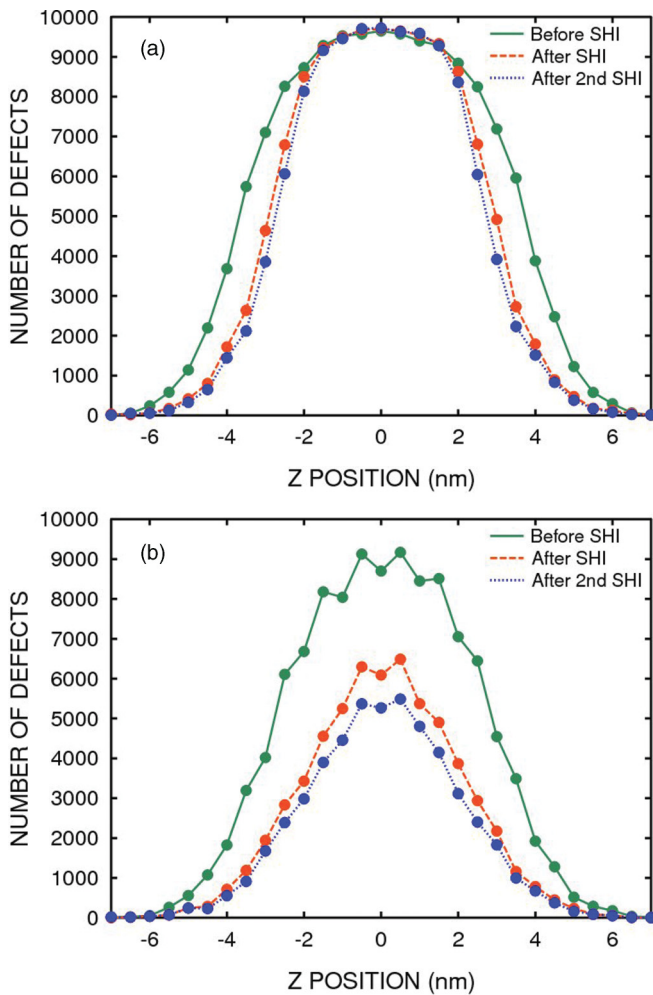 (a)
Before SHI
After SHI
After 2nd SHI
NUMBER OF DEFECTS
10000
9000
8000
7000
6000
5000
4000
3000
2000
1000
0
-6 -4 -2 0 2 4 6
Z POSITION (nm)
(b)
Before SHI
After SHI
After 2nd SHI
NUMBER OF DEFECTS
10000
9000
8000
7000
6000
5000
4000
3000
2000
1000
0
-6 -4 -2 0 2 4 6
Z POSITION (nm)